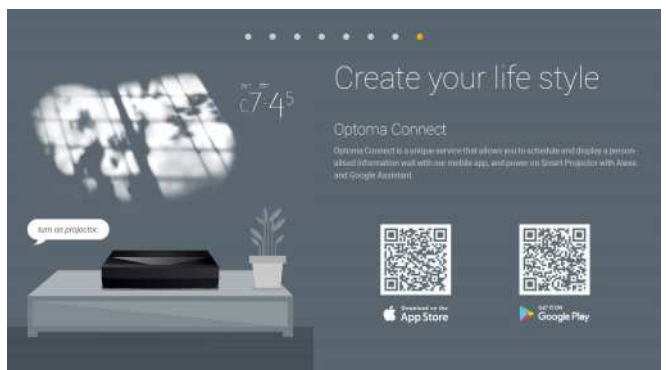 Create your life style
7:45
Optoma Connect
Optoma Connect is a unique service that allows you to schedule and display a person-
alised information wall with our mobile app, and power on Smart Projector with Alexa
and Google Assistant.
turn on projector.
Download on the
App Store
GET IT ON
Google Play